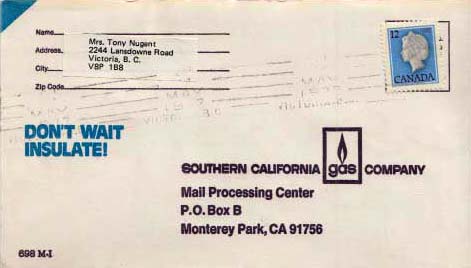 Name
Mrs. Tony Nugent
Address
2244 Lansdowne Road
Victoria, B. C.
City
V8P 1B8
Zip Code
12
CANADA
MAY
DON'T WAIT
INSULATE!
SOUTHERN CALIFORNIA gas COMPANY
Mail Processing Center
P.O. Box B
Monterey Park, CA 91756
698 M-I